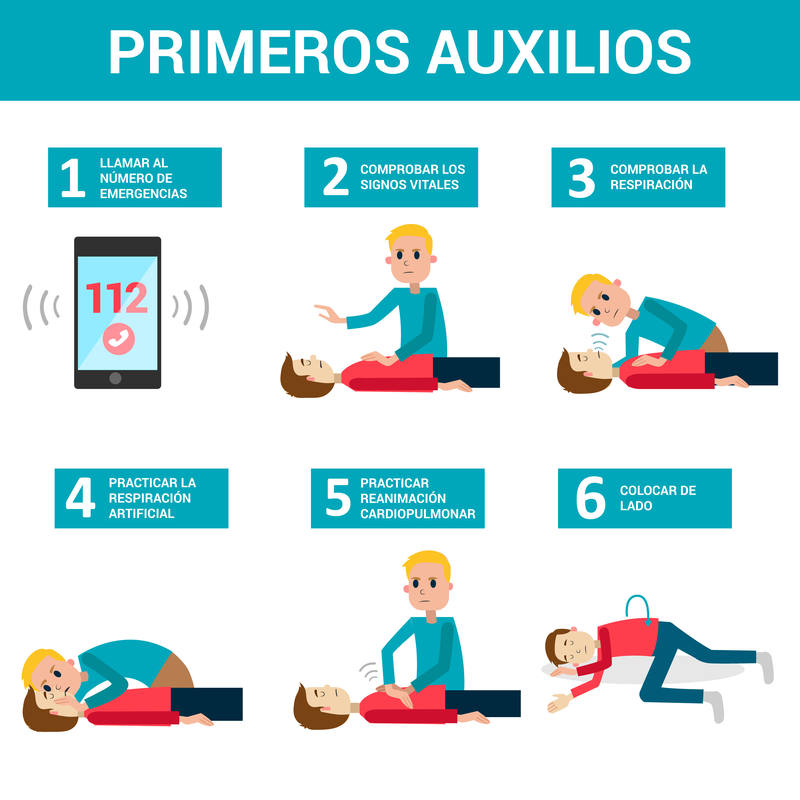 PRIMEROS AUXILIOS
1
LLAMAR AL
NÚMERO DE
EMERGENCIAS
2
COMPROBAR LOS
SIGNOS VITALES
3
COMPROBAR LA
RESPIRACIÓN
112
4
PRACTICAR LA
RESPIRACIÓN
ARTIFICIAL
5
PRACTICAR
REANIMACIÓN
CARDIOPULMONAR
6
COLOCAR DE
LADO